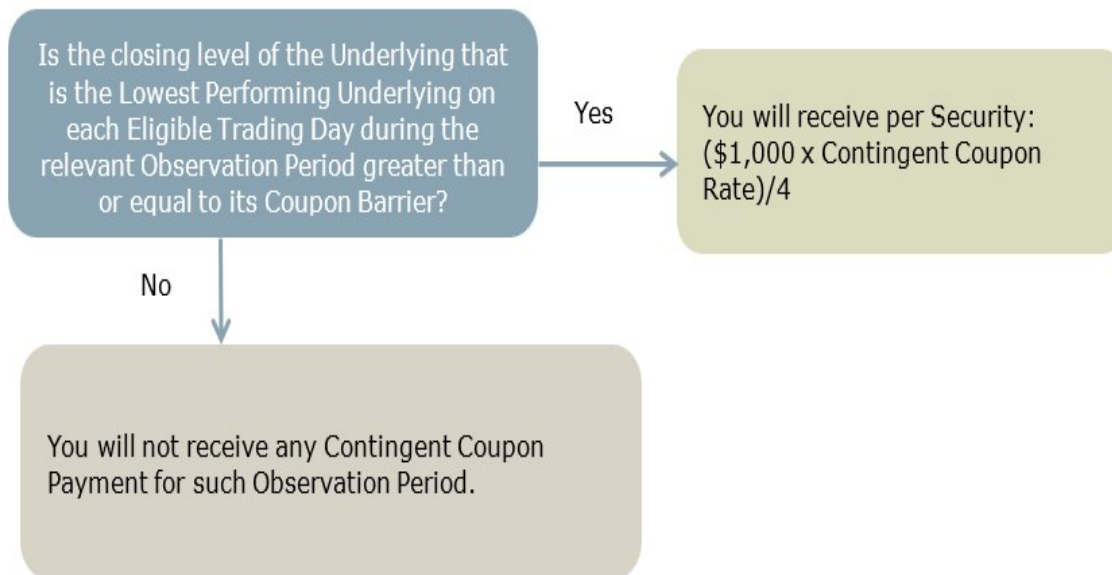 Is the closing level of the Underlying that
is the Lowest Performing Underlying on
each Eligible Trading Day during the
relevant Observation Period greater than
or equal to its Coupon Barrier?
Yes
You will receive per Security:
($1,000 x Contingent Coupon
Rate)/4
No
You will not receive any Contingent Coupon
Payment for such Observation Period.